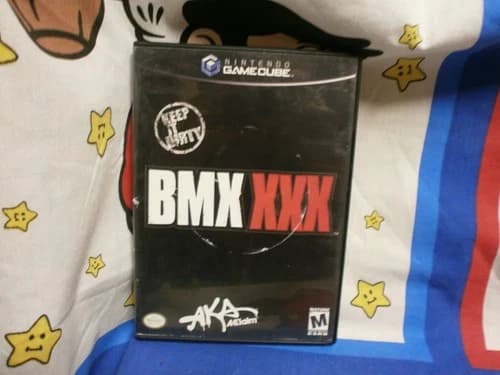 NINTENDO
GAMECUBE
KEEP
IT
DIRTY
BMX XXX
AKA
Acclaim
M